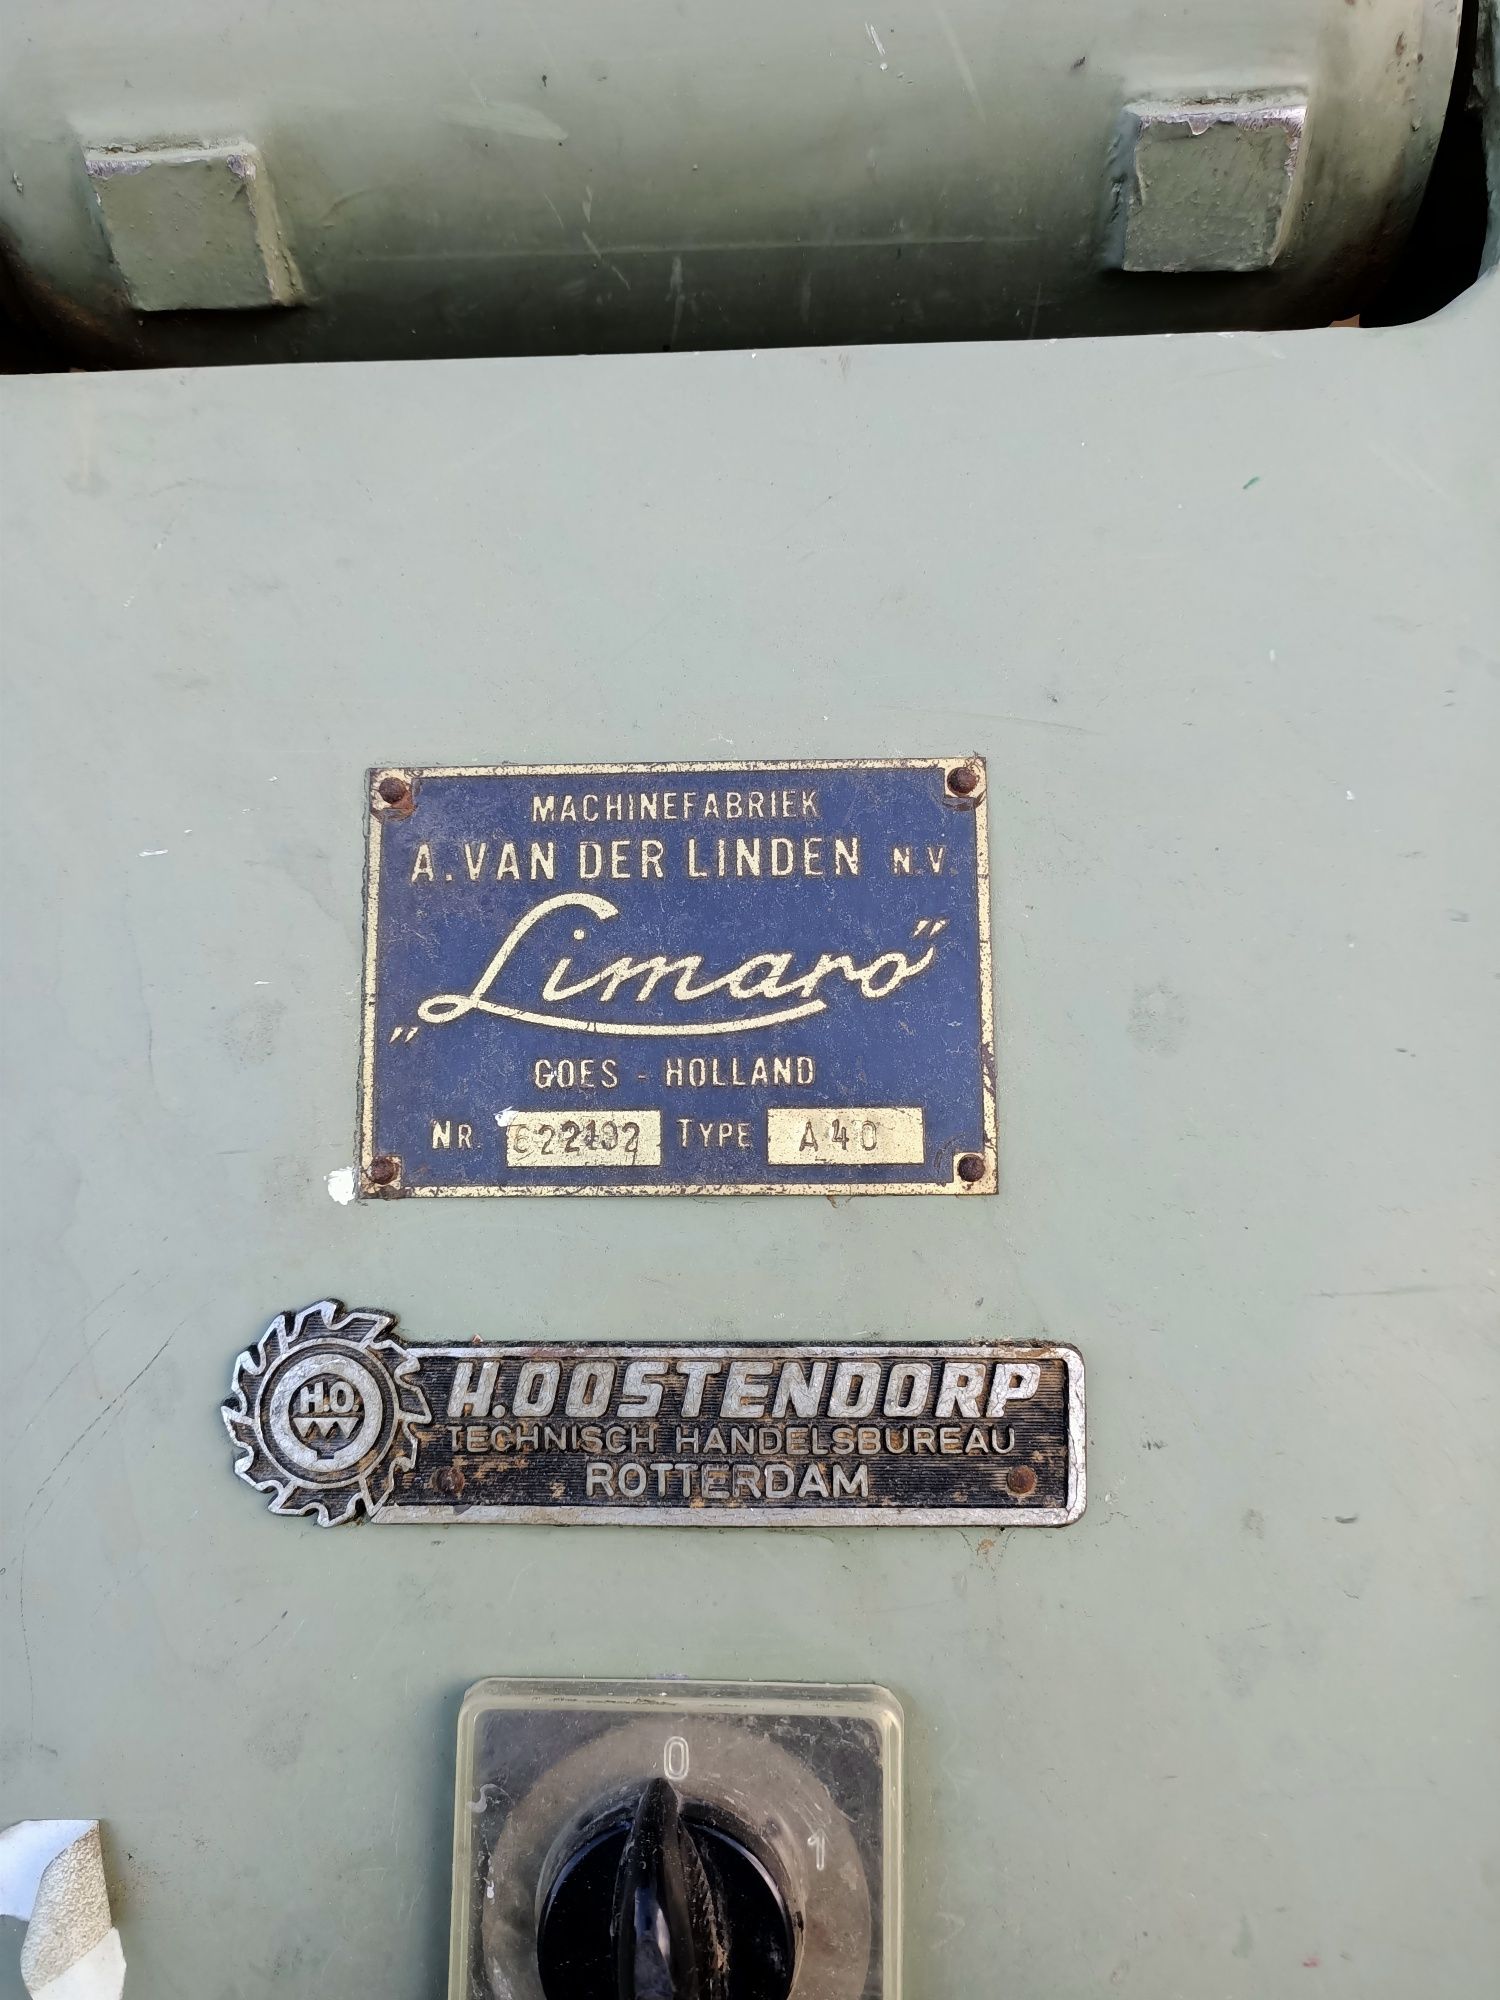 MACHINEFABRIEK
A. VAN DER LINDEN N.V.
„Limaro”
GOES - HOLLAND
NR. TYPE A40
H.O.
H.OOSTENDORP
TECHNISCH HANDELSBUREAU
ROTTERDAM
0
1